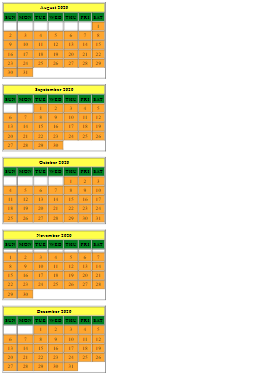 August 2020
SUN MON TUE WED THU FRI SAT
1
2 3 4 5 6 7 8
9 10 11 12 13 14 15
16 17 18 19 20 21 22
23 24 25 26 27 28 29
30 31
September 2020
SUN MON TUE WED THU FRI SAT
1 2 3 4 5
6 7 8 9 10 11 12
13 14 15 16 17 18 19
20 21 22 23 24 25 26
27 28 29 30
October 2020
SUN MON TUE WED THU FRI SAT
1 2 3
4 5 6 7 8 9 10
11 12 13 14 15 16 17
18 19 20 21 22 23 24
25 26 27 28 29 30 31
November 2020
SUN MON TUE WED THU FRI SAT
1 2 3 4 5 6 7
8 9 10 11 12 13 14
15 16 17 18 19 20 21
22 23 24 25 26 27 28
29 30
December 2020
SUN MON TUE WED THU FRI SAT
1 2 3 4 5
6 7 8 9 10 11 12
13 14 15 16 17 18 19
20 21 22 23 24 25 26
27 28 29 30 31